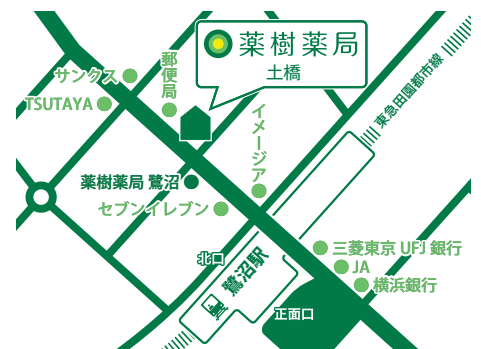 薬樹薬局
土橋
サンクス
郵便局
TSUTAYA
イメージア
東急田園都市線
薬樹薬局 鷺沼
セブンイレブン
北口
鷺沼駅
三菱東京 UFJ 銀行
JA
横浜銀行
正面口